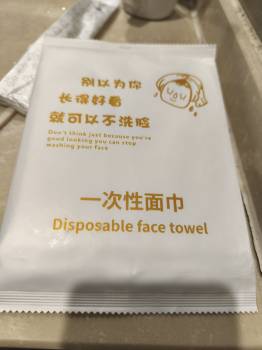 别以为你
长得好看
就可以不洗脸
Don't think just because you're
good looking you can stop
washing your face
一次性面巾
Disposable face towel